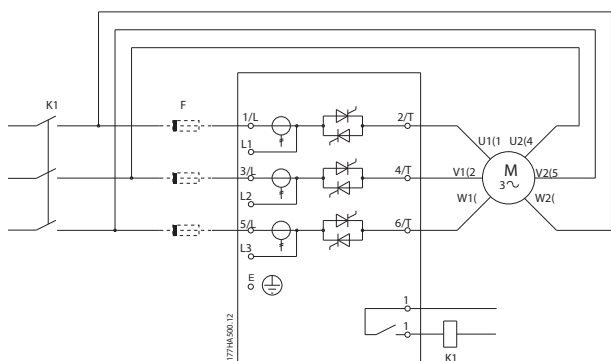 K1
F
1/L
2/T
L1
U1(1
U2(4
3/L
4/T
V1(2
M
3
V2(5
L2
W1(
W2(
5/L
6/T
L3
E
1
1
K1
177HA500.12